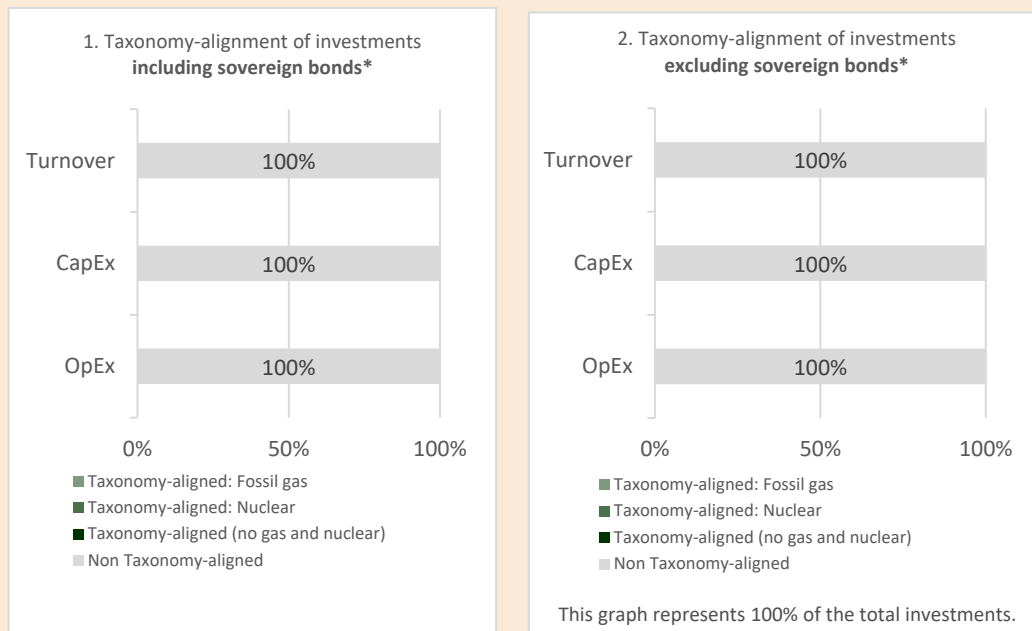 1. Taxonomy-alignment of investments
including sovereign bonds*
Turnover
100%
CapEx
100%
OpEx
100%
0%
50%
100%
Taxonomy-aligned: Fossil gas
Taxonomy-aligned: Nuclear
Taxonomy-aligned (no gas and nuclear)
Non Taxonomy-aligned
2. Taxonomy-alignment of investments
excluding sovereign bonds*
Turnover
100%
CapEx
100%
OpEx
100%
0%
50%
100%
Taxonomy-aligned: Fossil gas
Taxonomy-aligned: Nuclear
Taxonomy-aligned (no gas and nuclear)
Non Taxonomy-aligned
This graph represents 100% of the total investments.